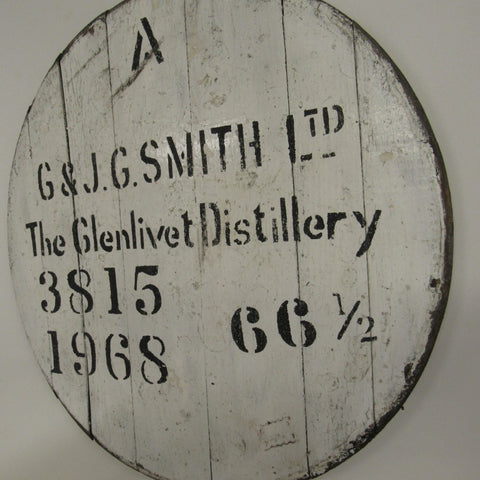 A
G & J.G. SMITH LTD
The Glenlivet Distillery
3815
1968 66 ½